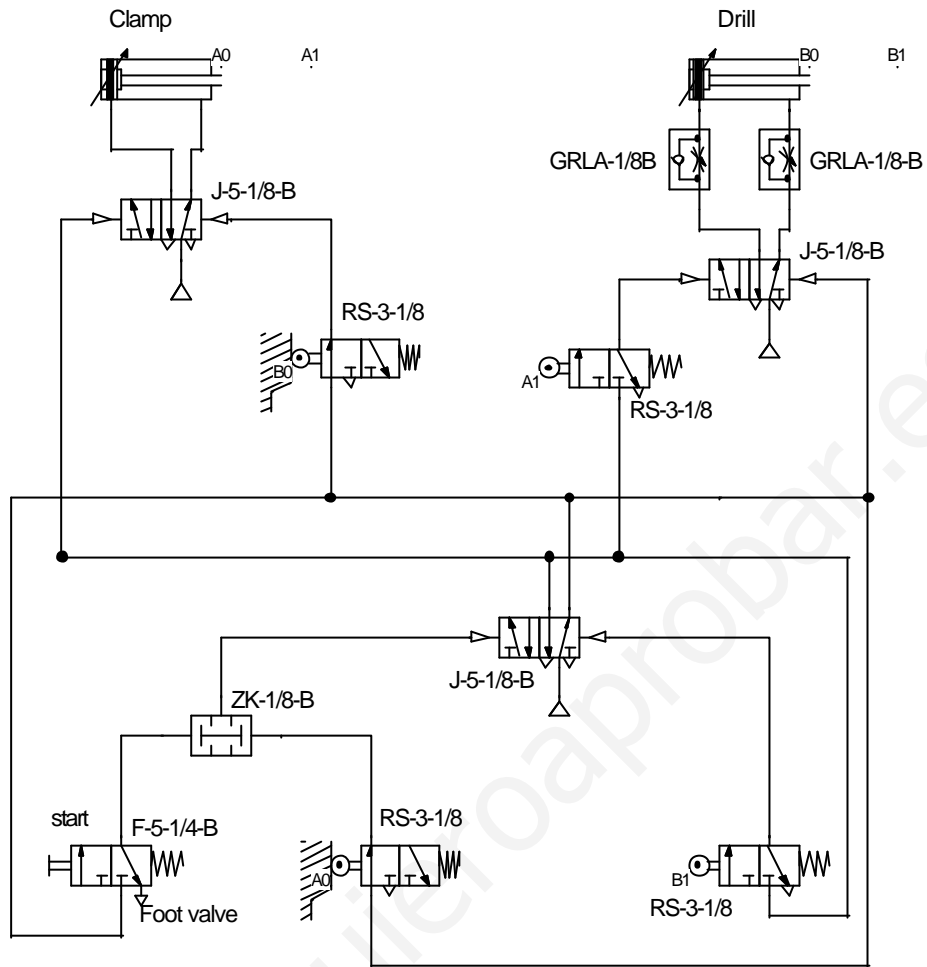 Clamp
Drill
A0
A1
B0
B1
GRLA-1/8B
GRLA-1/8-B
J-5-1/8-B
J-5-1/8-B
RS-3-1/8
B0
A1
RS-3-1/8
J-5-1/8-B
ZK-1/8-B
start
F-5-1/4-B
RS-3-1/8
A0
B1
RS-3-1/8
Foot valve